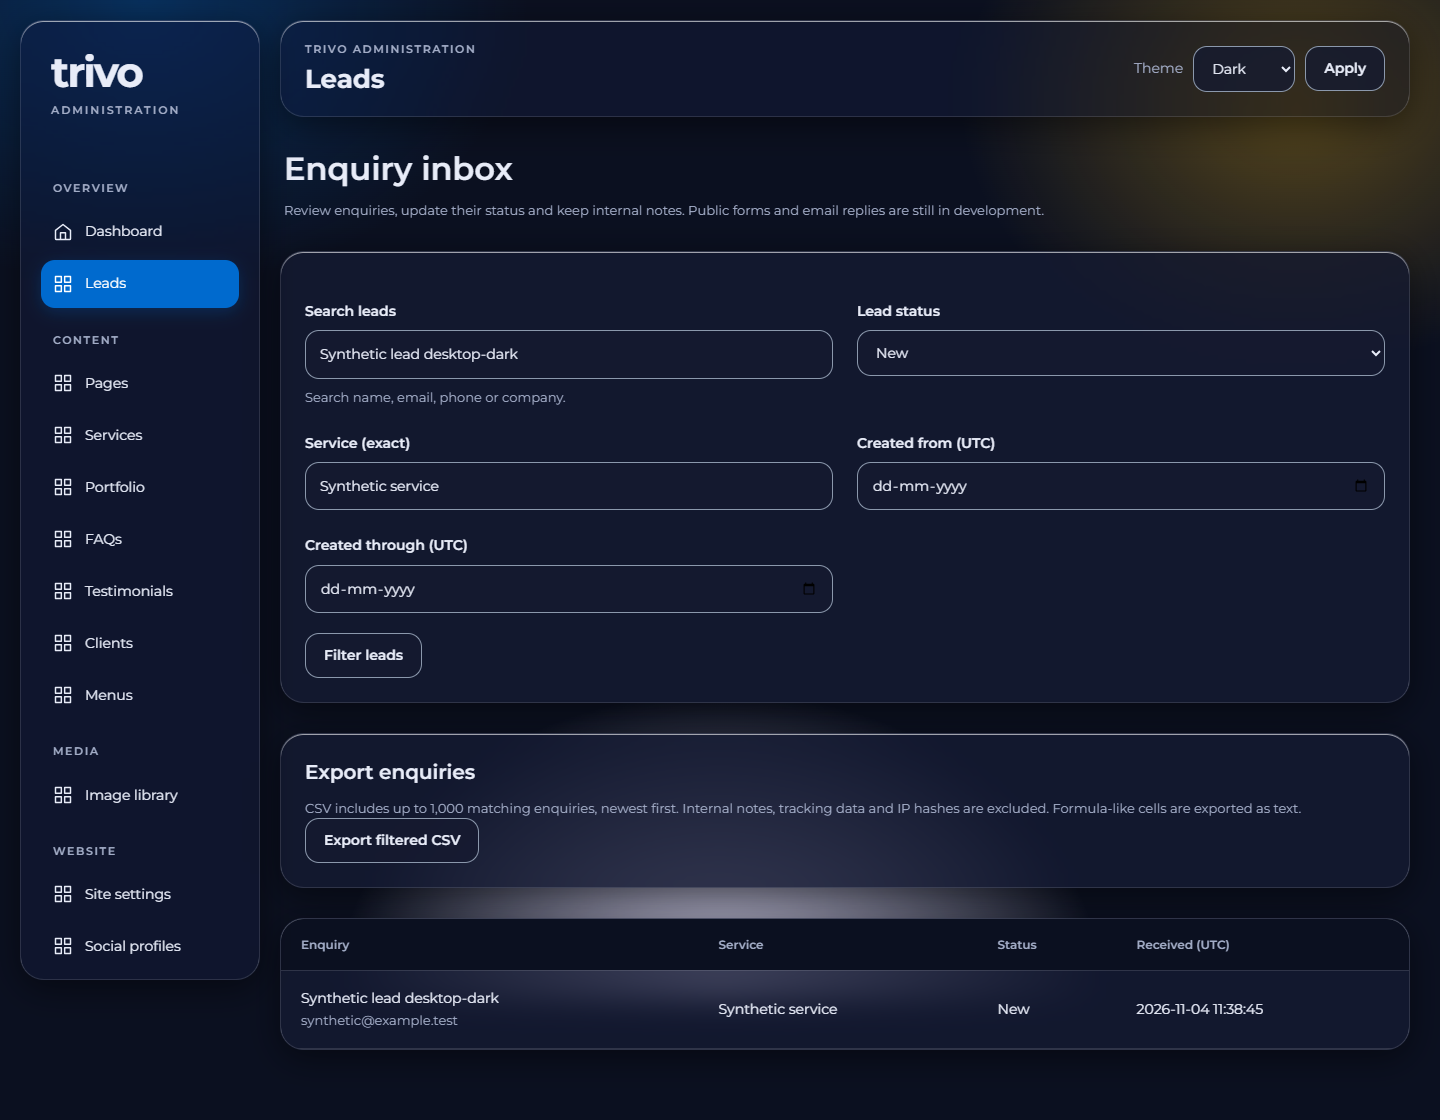 trivo
ADMINISTRATION
OVERVIEW
Dashboard
Leads
CONTENT
Pages
Services
Portfolio
FAQs
Testimonials
Clients
Menus
MEDIA
Image library
WEBSITE
Site settings
Social profiles
TRIVO ADMINISTRATION
Leads
Theme
Dark
Apply
Enquiry inbox
Review enquiries, update their status and keep internal notes. Public forms and email replies are still in development.
Search leads
Synthetic lead desktop-dark
Search name, email, phone or company.
Lead status
New
Service (exact)
Synthetic service
Created from (UTC)
dd-mm-yyyy
Created through (UTC)
dd-mm-yyyy
Filter leads
Export enquiries
CSV includes up to 1,000 matching enquiries, newest first. Internal notes, tracking data and IP hashes are excluded. Formula-like cells are exported as text.
Export filtered CSV
Enquiry Service Status Received (UTC)
Synthetic lead desktop-dark
synthetic@example.test
Synthetic service New 2026-11-04 11:38:45